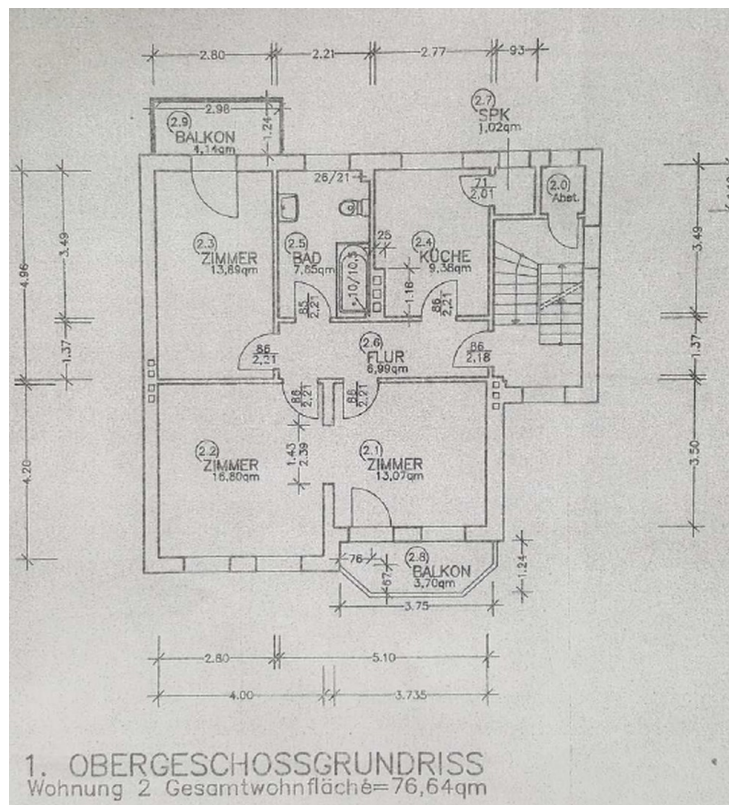 2.80 2.21 2.77 93
2.7
SPK
1,02qm
2.98
2.9
BALKON
4,14qm
1.24
26/21
71
2,01
2.0
Abst.
3.49
4.96
1.37
4.20
2.3
ZIMMER
13,89qm
2.5
BAD
7,85qm
25
2.4
KÜCHE
9,38qm
1.18
85
2,21
86
2,21
86
2,21
2.6
FLUR
6,99qm
86
2,18
3.49
1.37
3.50
86
2,21
86
2,21
2.2
ZIMMER
16,80qm
1.43
2.39
2.1
ZIMMER
13,07qm
76
67
2.8
BALKON
3,70qm
1.24
3.75
2.80 5.10
4.00 3.735
1. OBERGESCHOSSGRUNDRISS
Wohnung 2 Gesamtwohnfläche=76,64qm